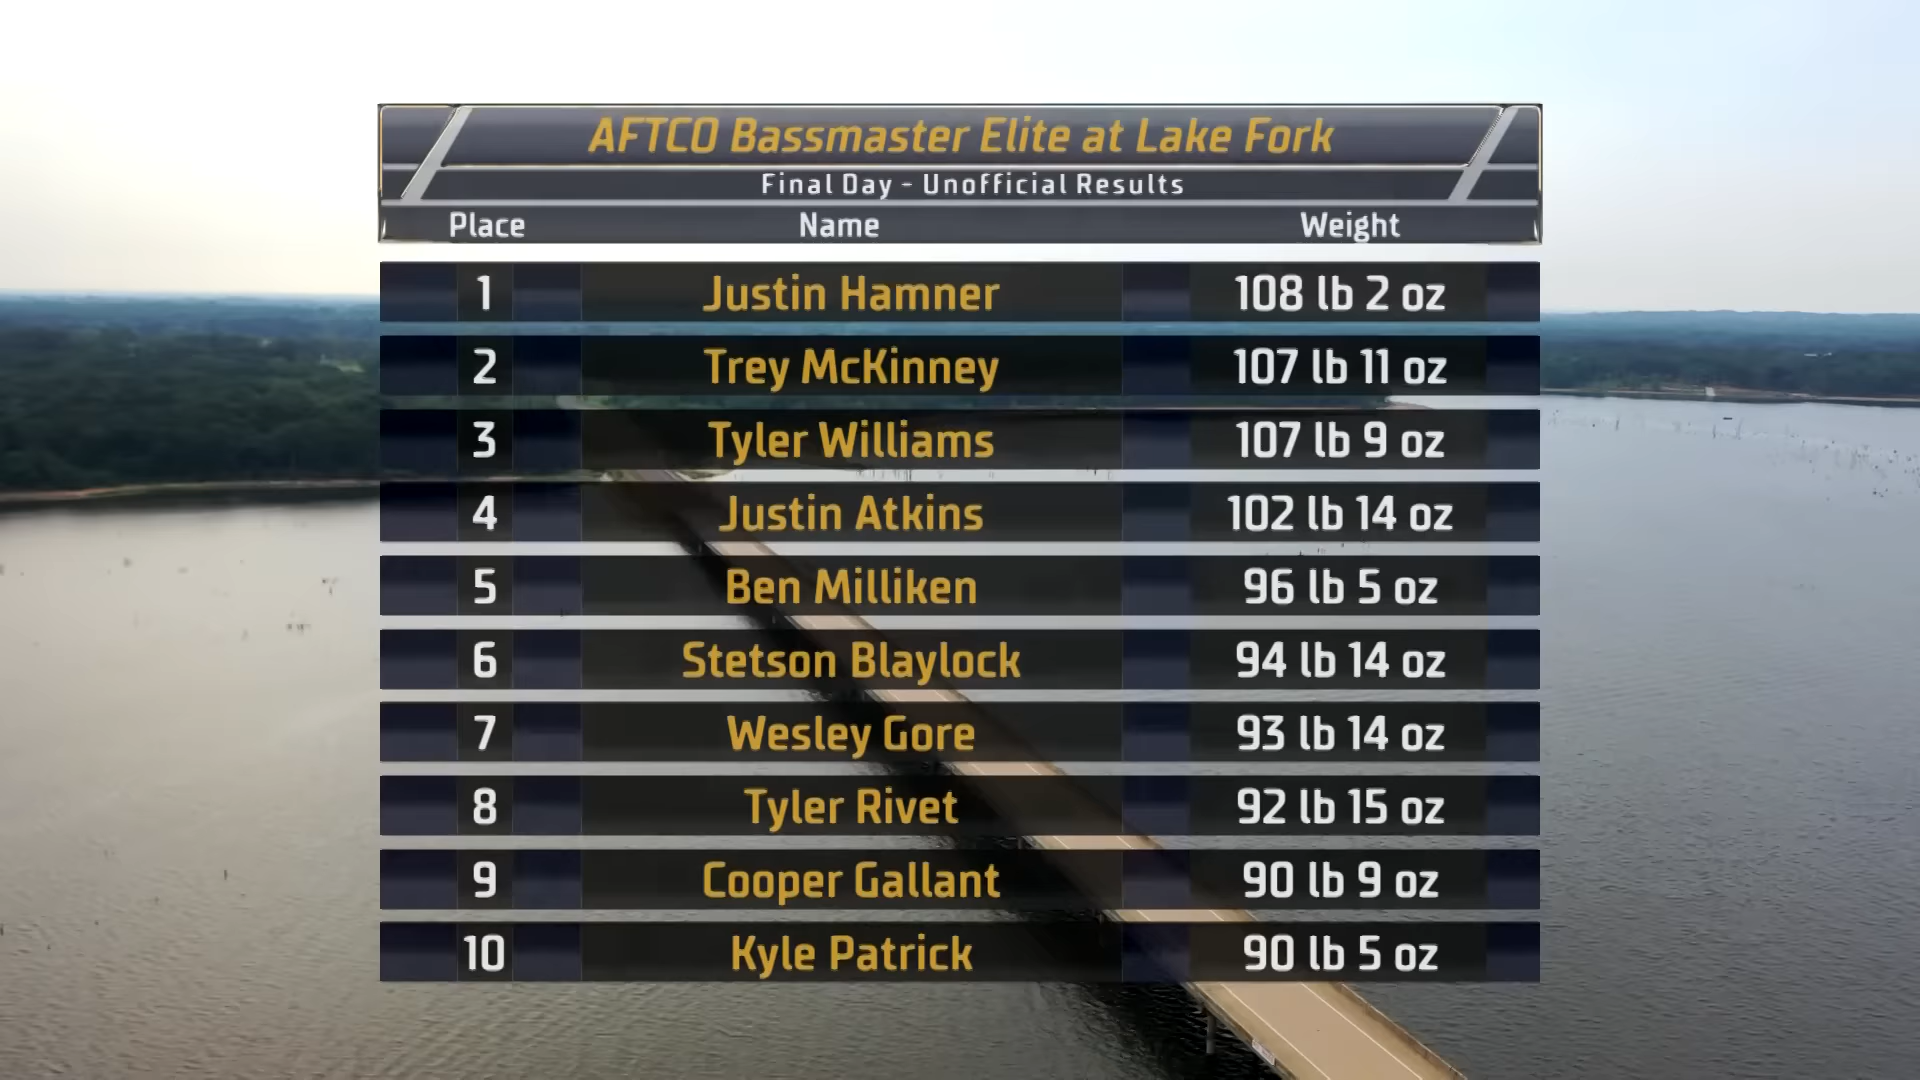 AFTCO Bassmaster Elite at Lake Fork
Final Day - Unofficial Results
Place Name Weight
1 Justin Hamner 108 lb 2 oz
2 Trey McKinney 107 lb 11 oz
3 Tyler Williams 107 lb 9 oz
4 Justin Atkins 102 lb 14 oz
5 Ben Milliken 96 lb 5 oz
6 Stetson Blaylock 94 lb 14 oz
7 Wesley Gore 93 lb 14 oz
8 Tyler Rivet 92 lb 15 oz
9 Cooper Gallant 90 lb 9 oz
10 Kyle Patrick 90 lb 5 oz